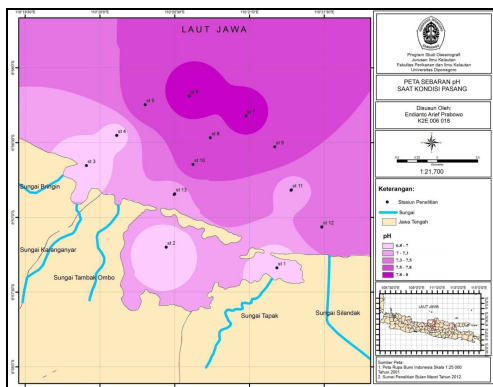 LAUT JAWA
st 5
st 6
st 7
st 4
st 8
st 9
st 3
st 10
st 11
st 13
st 12
st 2
st 1
Sungai Bringin
Sungai Karanganyar
Sungai Tambak Ombo
Sungai Tapak
Sungai Silandak
Program Studi Oseanografi
Jurusan Ilmu Kelautan
Fakultas Perikanan dan Ilmu Kelautan
Universitas Diponegoro
PETA SEBARAN pH
SAAT KONDISI PASANG
Disusun Oleh:
Endianto Arief Prabowo
K2E 006 018
1:21,700
Keterangan:
Stasiun Penelitian
Sungai
Jawa Tengah
pH
6,8 - 7
7 - 7,3
7,3 - 7,5
7,5 - 7,8
7,8 - 8
LAUT JAWA
Sumber Peta:
1. Peta Rupa Bumi Indonesia Skala 1:25.000
Tahun 2001
2. Survei Penelitian Bulan Maret Tahun 2012